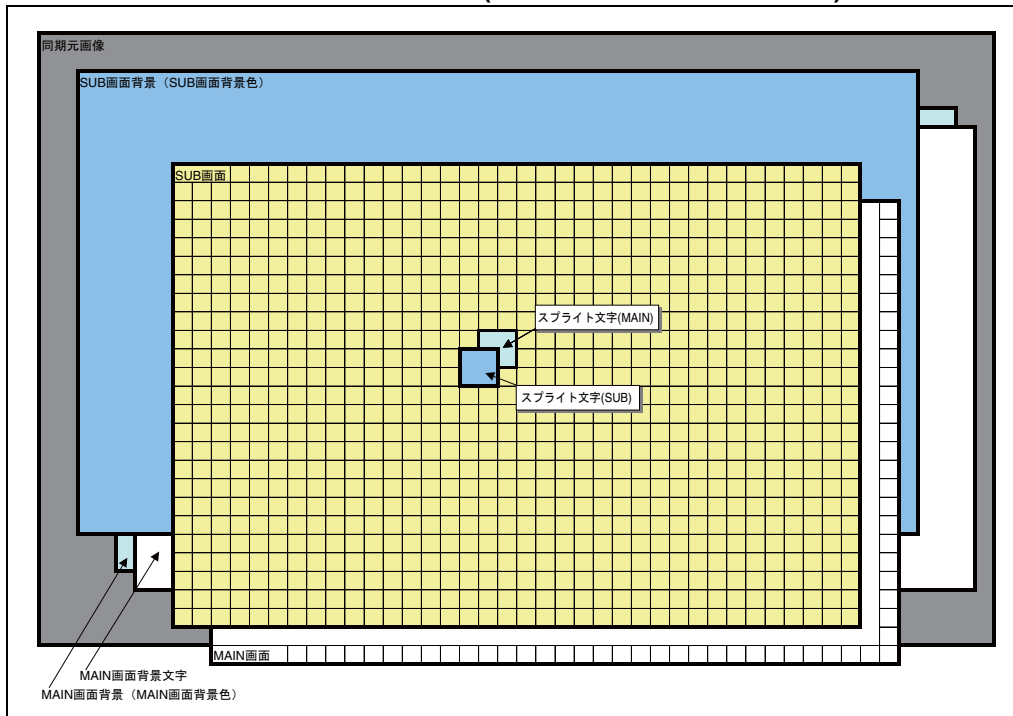 同期元画像
SUB画面背景（SUB画面背景色）
SUB画面
スプライト文字(MAIN)
スプライト文字(SUB)
MAIN画面
MAIN画面背景文字
MAIN画面背景（MAIN画面背景色）